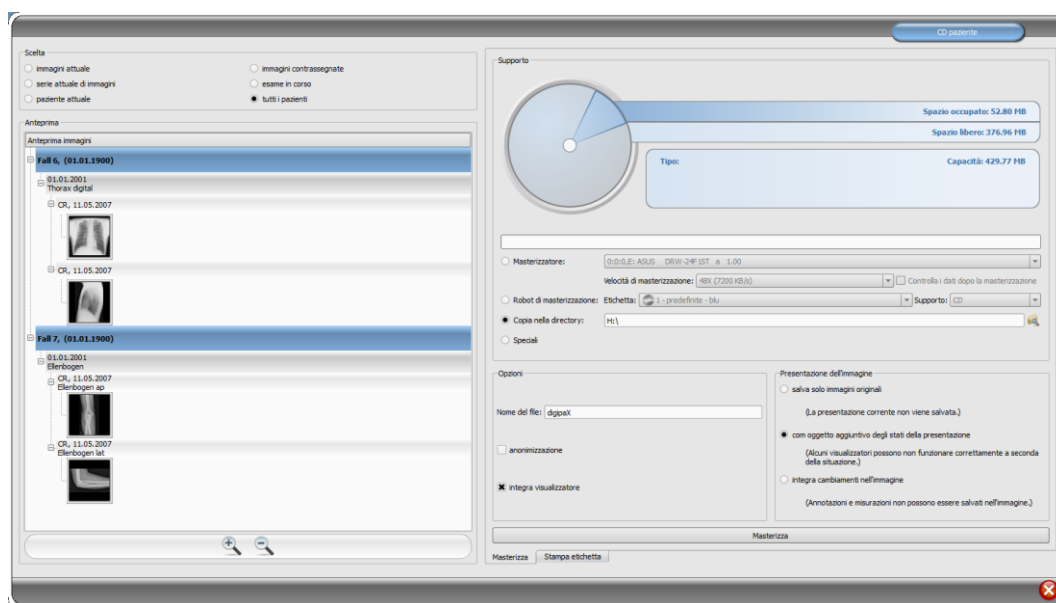 CD paziente
Scelta
immagini attuale
immagini contrassegnate
serie attuale di immagini
esame in corso
paziente attuale
tutti i pazienti
Anteprima
Anteprima immagini
Fall 6, (01.01.1900)
01.01.2001
Thorax digital
CR, 11.05.2007
CR, 11.05.2007
Fall 7, (01.01.1900)
01.01.2001
Ellenbogen
CR, 11.05.2007
Ellenbogen ap
CR, 11.05.2007
Ellenbogen lat
Supporto
Spazio occupato: 52.80 MB
Spazio libero: 376.96 MB
Tipo: Capacità: 429.77 MB
Masterizzatore: 0:0:0,E: ASUS DRW-24F1ST a 1.00
Velocità di masterizzazione: 48X (7200 KB/s) Controlla i dati dopo la masterizzazione
Robot di masterizzazione: Etichetta: 1 - predefinite - blu Supporto: CD
Copia nella directory: H:\
Speciali
Opzioni
Nome del file: digipaX
anonimizzazione
integra visualizzatore
Presentazione dell'immagine
salva solo immagini originali
(La presentazione corrente non viene salvata.)
com oggetto aggiuntivo degli stati della presentazione
(Alcuni visualizzatori possono non funzionare correttamente a seconda
della situazione.)
integra cambiamenti nell'immagine
(Annotazioni e misurazioni non possono essere salvati nell'immagine.)
Masterizza
Masterizza Stampa etichetta